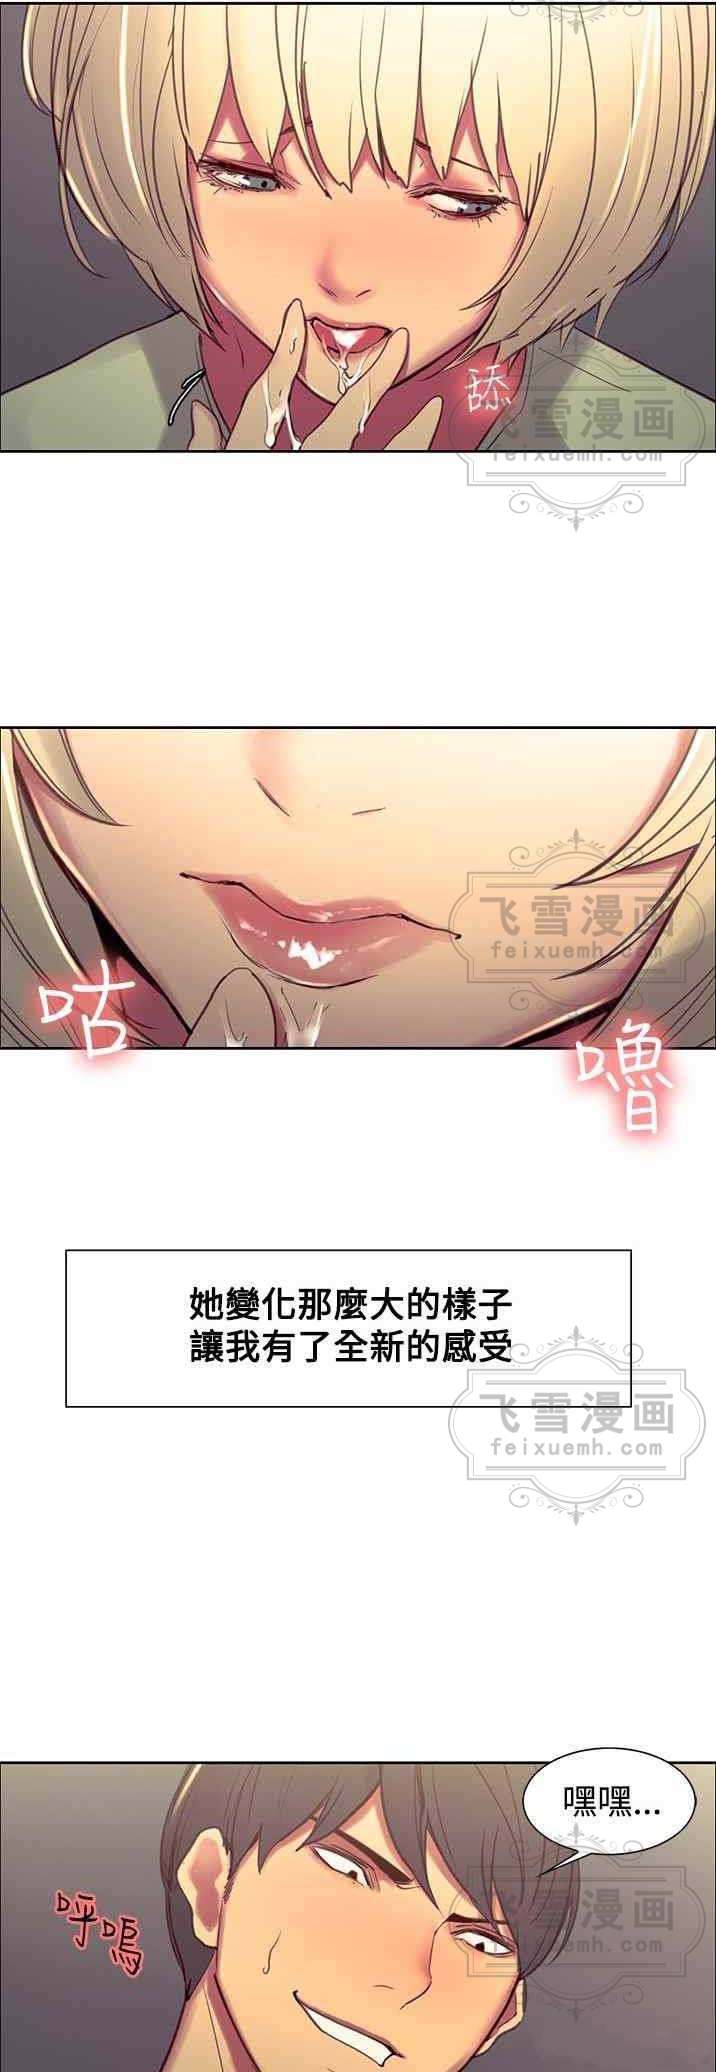 舔
飞雪漫画
feixuemh.com
飞雪漫画
feixuemh.com
咕
嚕
她變化那麼大的樣子
讓我有了全新的感受
飞雪漫画
feixuemh.com
嘿嘿...
呼嗚
飞雪漫画
feixuemh.com